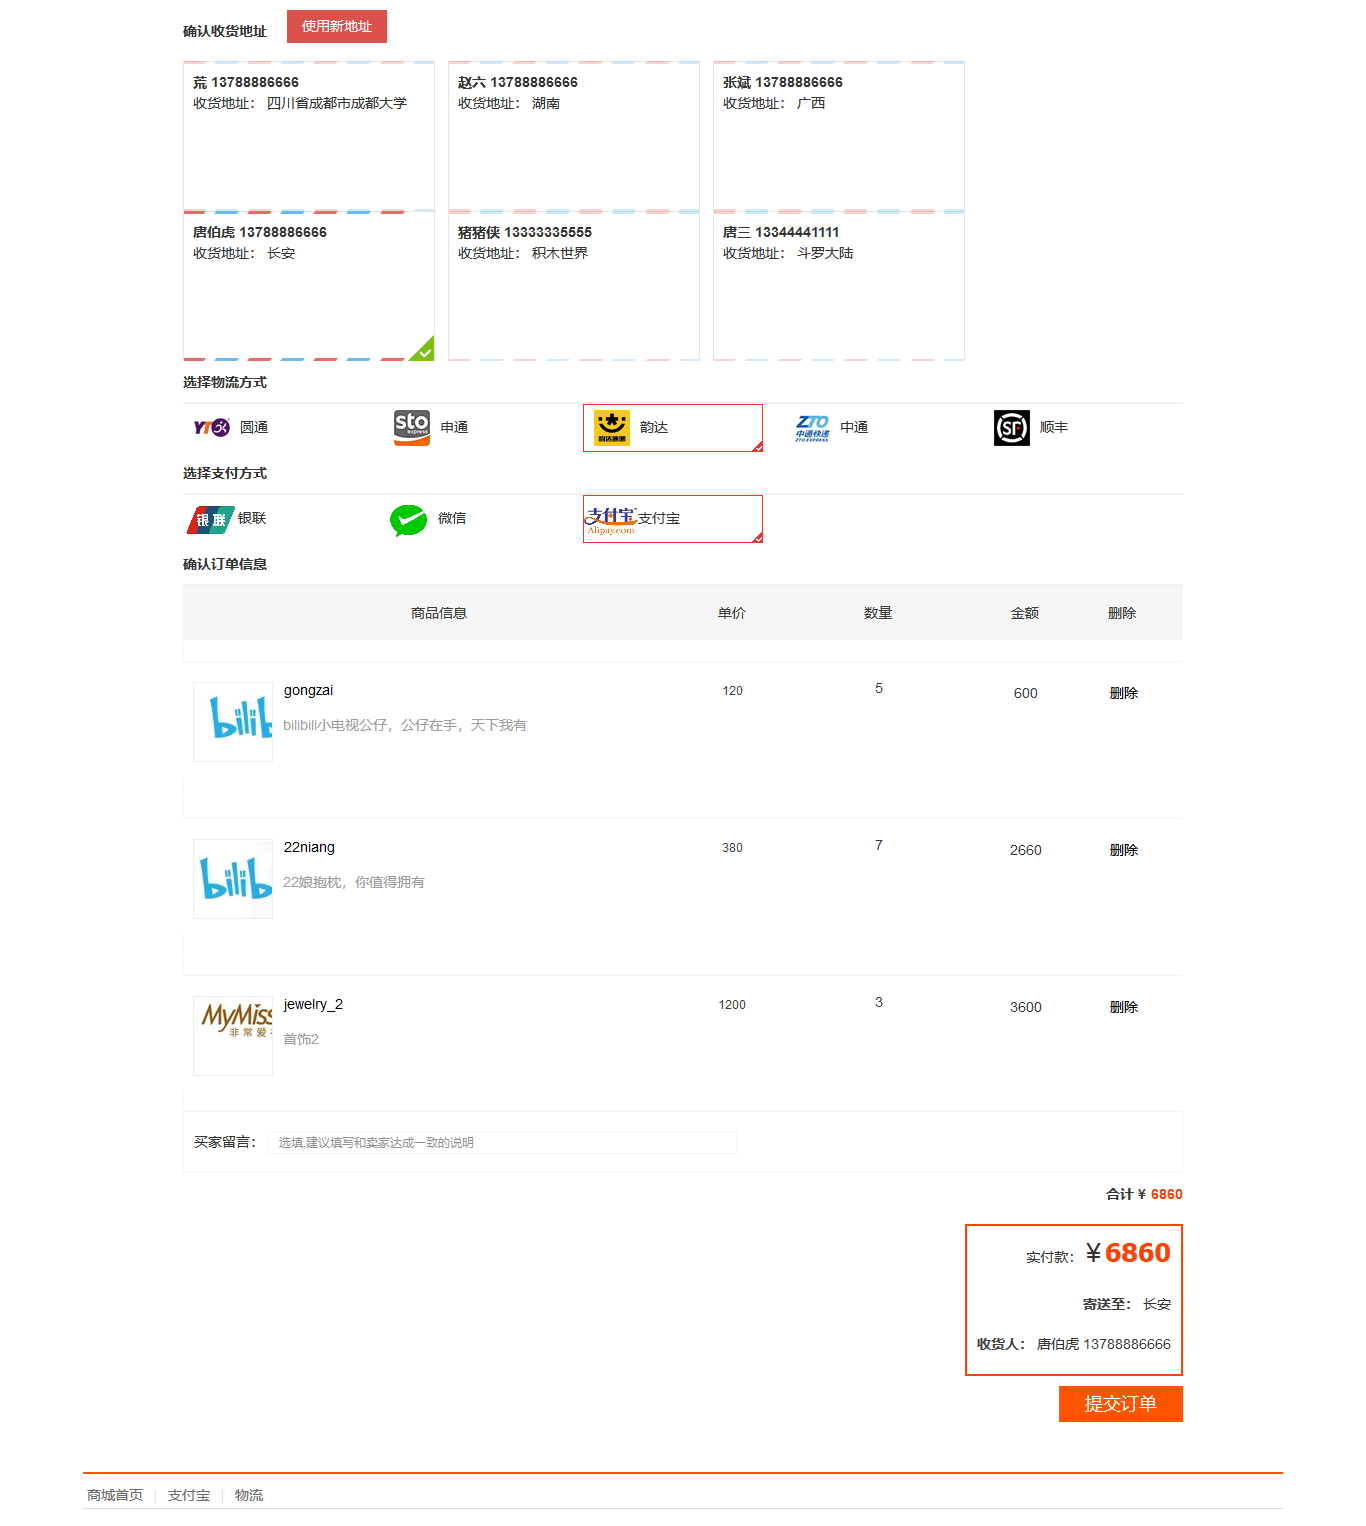 确认收货地址 使用新地址
荒 13788886666 赵六 13788886666 张斌 13788886666
收货地址： 四川省成都市成都大学 收货地址： 湖南 收货地址： 广西
唐伯虎 13788886666 猪猪侠 13333335555 唐三 13344441111
收货地址： 长安 收货地址： 积木世界 收货地址： 斗罗大陆
选择物流方式
YTO 圆通 sto express 申通 韵达速递 韵达 ZTO 中通快递 ZTO EXPRESS 中通 SF 顺丰
选择支付方式
银联 银联 微信 支付宝 Alipay.com 支付宝
确认订单信息
商品信息 单价 数量 金额 删除
bilib gongzai 120 5 600 删除
bilibili小电视公仔，公仔在手，天下我有
bilib 22niang 380 7 2660 删除
22娘抱枕，你值得拥有
MyMiss jewelry_2 1200 3 3600 删除
非常爱 首饰2
买家留言： 选填,建议填写和卖家达成一致的说明
合计 ¥ 6860
实付款： ¥6860
寄送至： 长安
收货人： 唐伯虎 13788886666
提交订单
商城首页 | 支付宝 | 物流